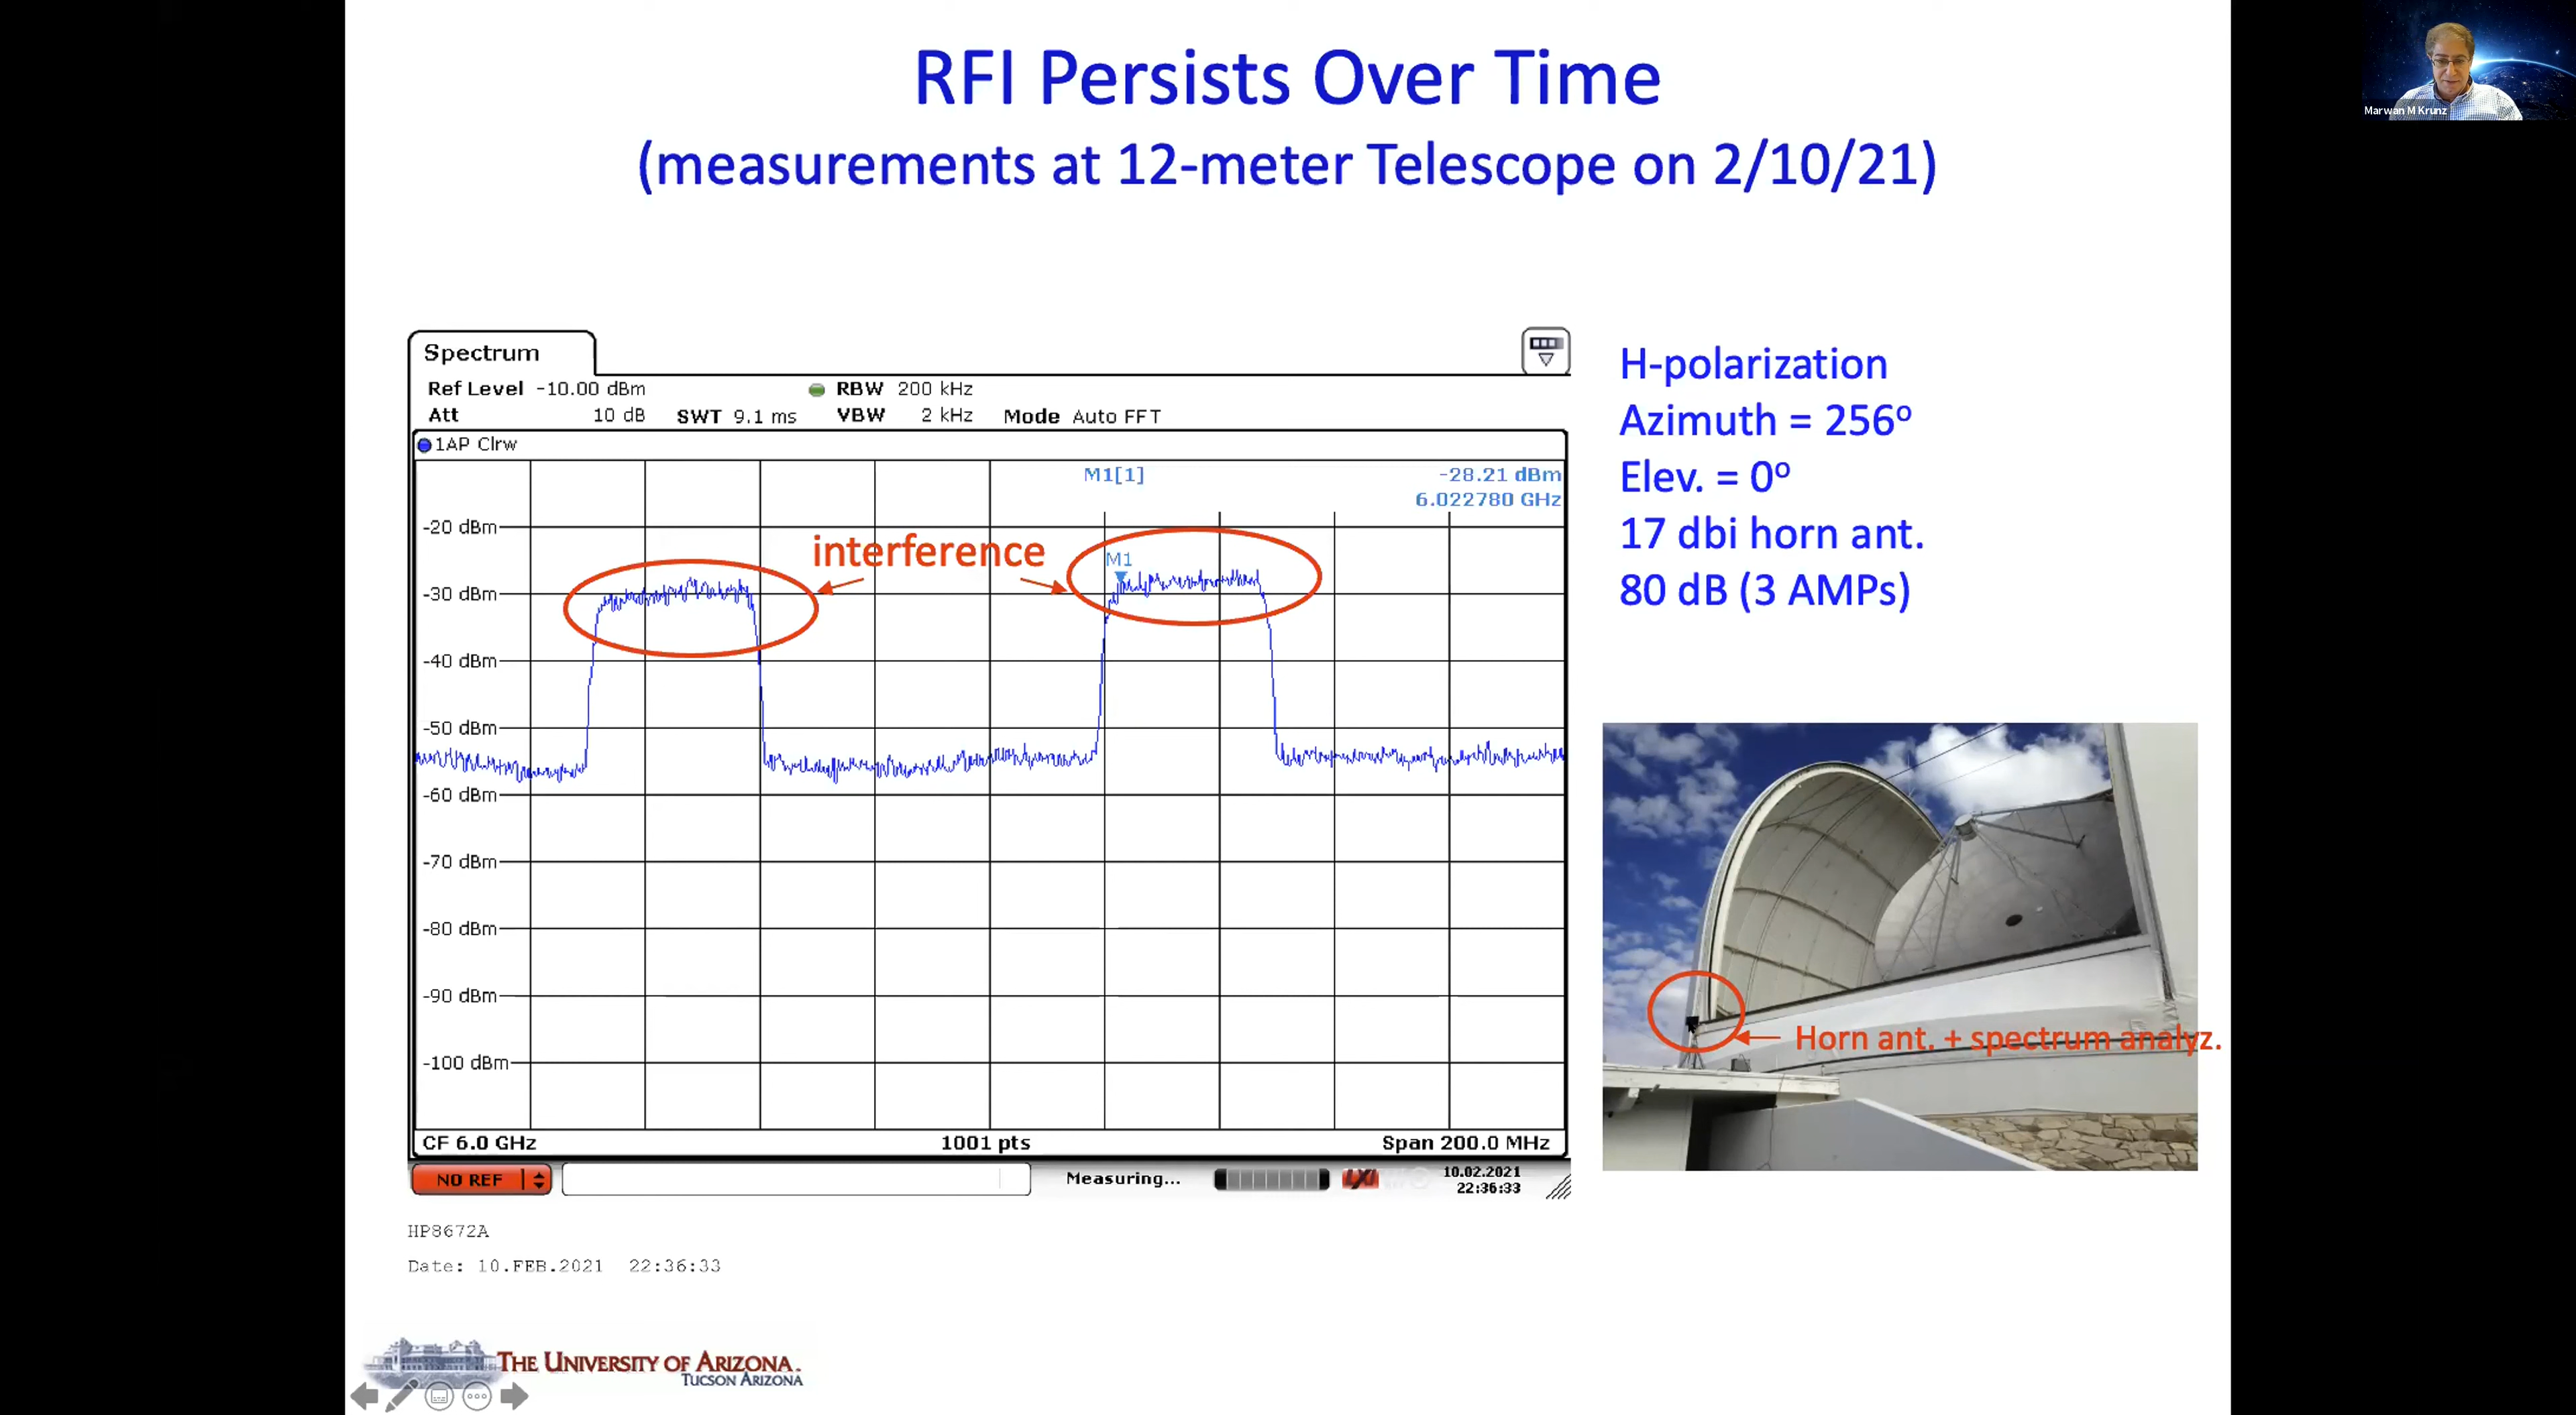 RFI Persists Over Time
(measurements at 12-meter Telescope on 2/10/21)
Marwan M Krunz
Spectrum
Ref Level -10.00 dBm RBW 200 kHz
Att 10 dB SWT 9.1 ms VBW 2 kHz Mode Auto FFT
1AP Clrw
M1[1] -28.21 dBm
6.022780 GHz
-20 dBm
interference
M1
-30 dBm
-40 dBm
-50 dBm
-60 dBm
-70 dBm
-80 dBm
-90 dBm
-100 dBm
CF 6.0 GHz 1001 pts Span 200.0 MHz
NO REF Measuring... LXI 10.02.2021
22:36:33
HP8672A
Date: 10.FEB.2021 22:36:33
H-polarization
Azimuth = 256º
Elev. = 0º
17 dbi horn ant.
80 dB (3 AMPs)
Horn ant. + spectrum analyz.
THE UNIVERSITY OF ARIZONA.
TUCSON ARIZONA